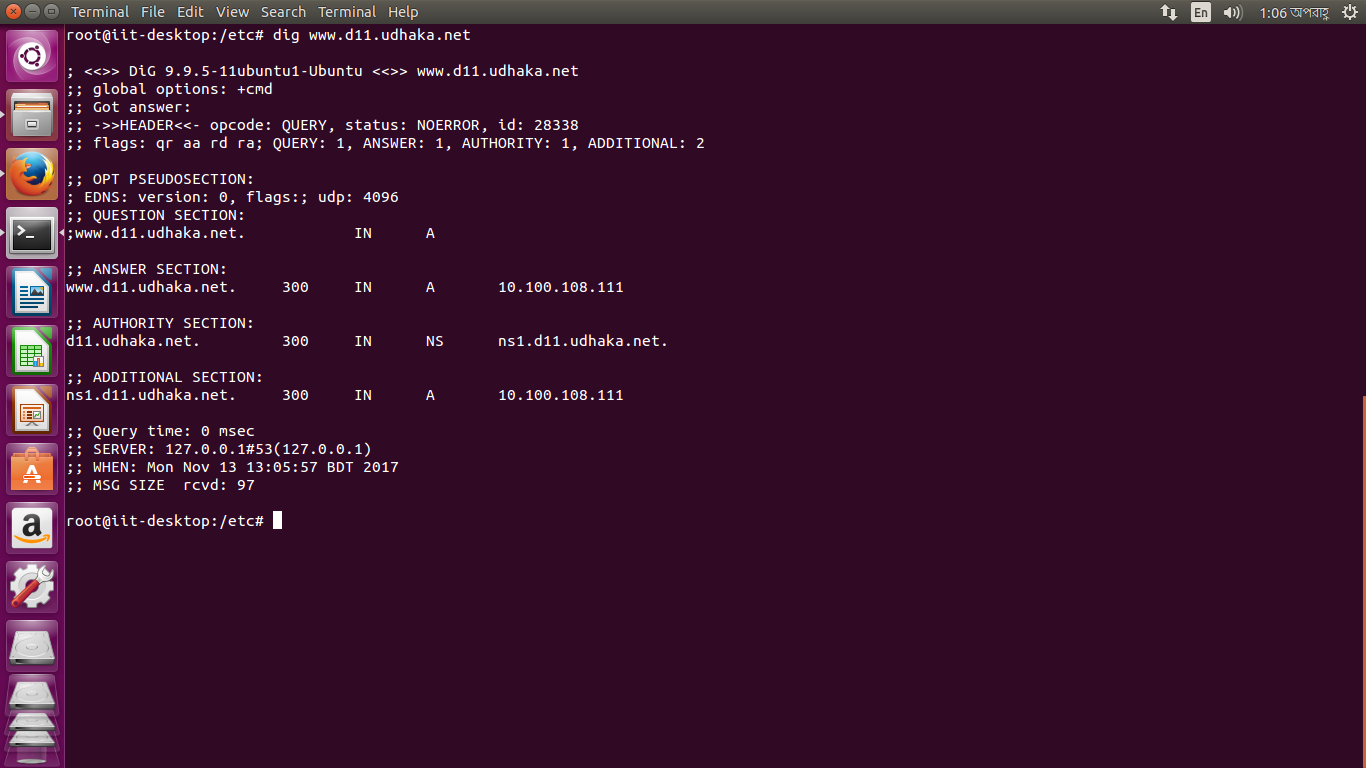 Terminal File Edit View Search Terminal Help En 1:06 অপরাহ্ণ
root@iit-desktop:/etc# dig www.d11.udhaka.net
; <<>> DiG 9.9.5-11ubuntu1-Ubuntu <<>> www.d11.udhaka.net
;; global options: +cmd
;; Got answer:
;; ->>HEADER<<- opcode: QUERY, status: NOERROR, id: 28338
;; flags: qr aa rd ra; QUERY: 1, ANSWER: 1, AUTHORITY: 1, ADDITIONAL: 2
;; OPT PSEUDOSECTION:
; EDNS: version: 0, flags:; udp: 4096
;; QUESTION SECTION:
;www.d11.udhaka.net. IN A
;; ANSWER SECTION:
www.d11.udhaka.net. 300 IN A 10.100.108.111
;; AUTHORITY SECTION:
d11.udhaka.net. 300 IN NS ns1.d11.udhaka.net.
;; ADDITIONAL SECTION:
ns1.d11.udhaka.net. 300 IN A 10.100.108.111
;; Query time: 0 msec
;; SERVER: 127.0.0.1#53(127.0.0.1)
;; WHEN: Mon Nov 13 13:05:57 BDT 2017
;; MSG SIZE rcvd: 97
root@iit-desktop:/etc#